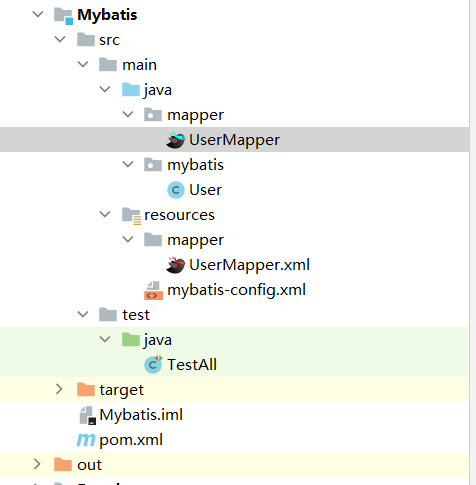 Mybatis
src
main
java
mapper
UserMapper
mybatis
User
resources
mapper
UserMapper.xml
mybatis-config.xml
test
java
TestAll
target
Mybatis.iml
pom.xml
out